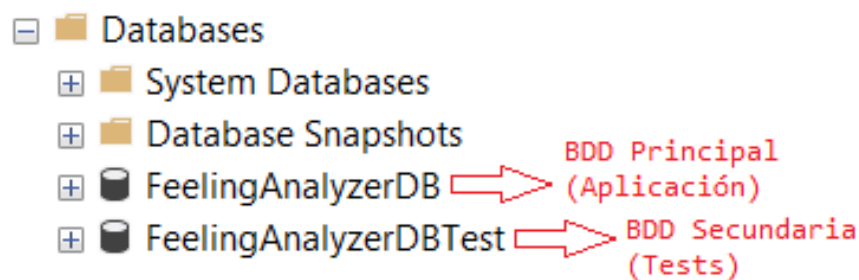 Databases
System Databases
Database Snapshots
BDD Principal
(Aplicación)
FeelingAnalyzerDB
FeelingAnalyzerDBTest
BDD Secundaria
(Tests)